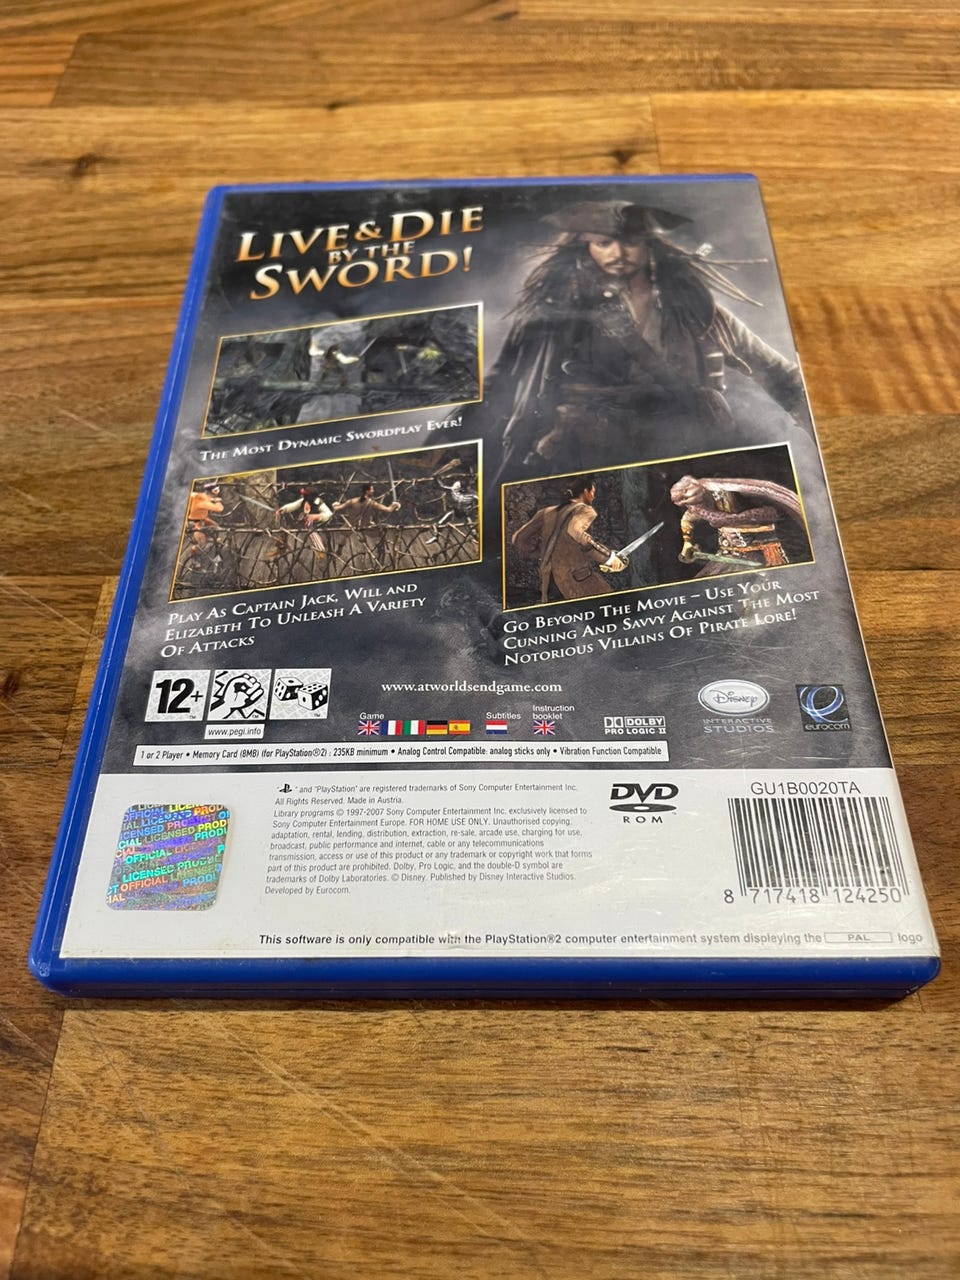 LIVE & DIE
BY THE
SWORD!
THE MOST DYNAMIC SWORDPLAY EVER!
PLAY AS CAPTAIN JACK, WILL AND
ELIZABETH TO UNLEASH A VARIETY
OF ATTACKS
GO BEYOND THE MOVIE – USE YOUR
CUNNING AND SAVVY AGAINST THE MOST
NOTORIOUS VILLAINS OF PIRATE LORE!
12+
www.pegi.info
www.atworldsendgame.com
Game
Subtitles
Instruction
booklet
DOLBY
PRO LOGIC II
Disney
INTERACTIVE
STUDIOS
eurocom
1 or 2 Player • Memory Card (8MB) (for PlayStation®2) : 235KB minimum • Analog Control Compatible: analog sticks only • Vibration Function Compatible
" and "PlayStation" are registered trademarks of Sony Computer Entertainment Inc.
All Rights Reserved. Made in Austria.
Library programs © 1997-2007 Sony Computer Entertainment Inc. exclusively licensed to
Sony Computer Entertainment Europe. FOR HOME USE ONLY. Unauthorised copying,
adaptation, rental, lending, distribution, extraction, re-sale, arcade use, charging for use,
broadcast, public performance and internet, cable or any telecommunications
transmission, access or use of this product or any trademark or copyright work that forms
part of this product are prohibited. Dolby, Pro Logic, and the double-D symbol are
trademarks of Dolby Laboratories. © Disney. Published by Disney Interactive Studios.
Developed by Eurocom.
DVD
ROM
GU1B0020TA
8 717418 124250
OFFICIAL LICENSED PRODUCT
This software is only compatible with the PlayStation®2 computer entertainment system displaying the PAL logo